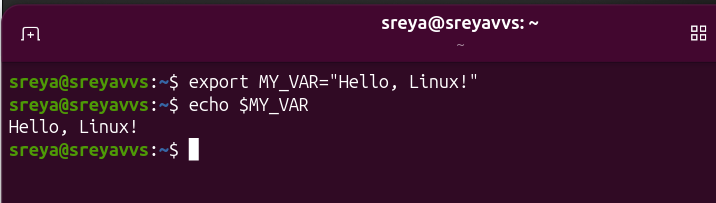 sreya@sreyavvs: ~
~
sreya@sreyavvs:~$ export MY_VAR="Hello, Linux!"
sreya@sreyavvs:~$ echo $MY_VAR
Hello, Linux!
sreya@sreyavvs:~$